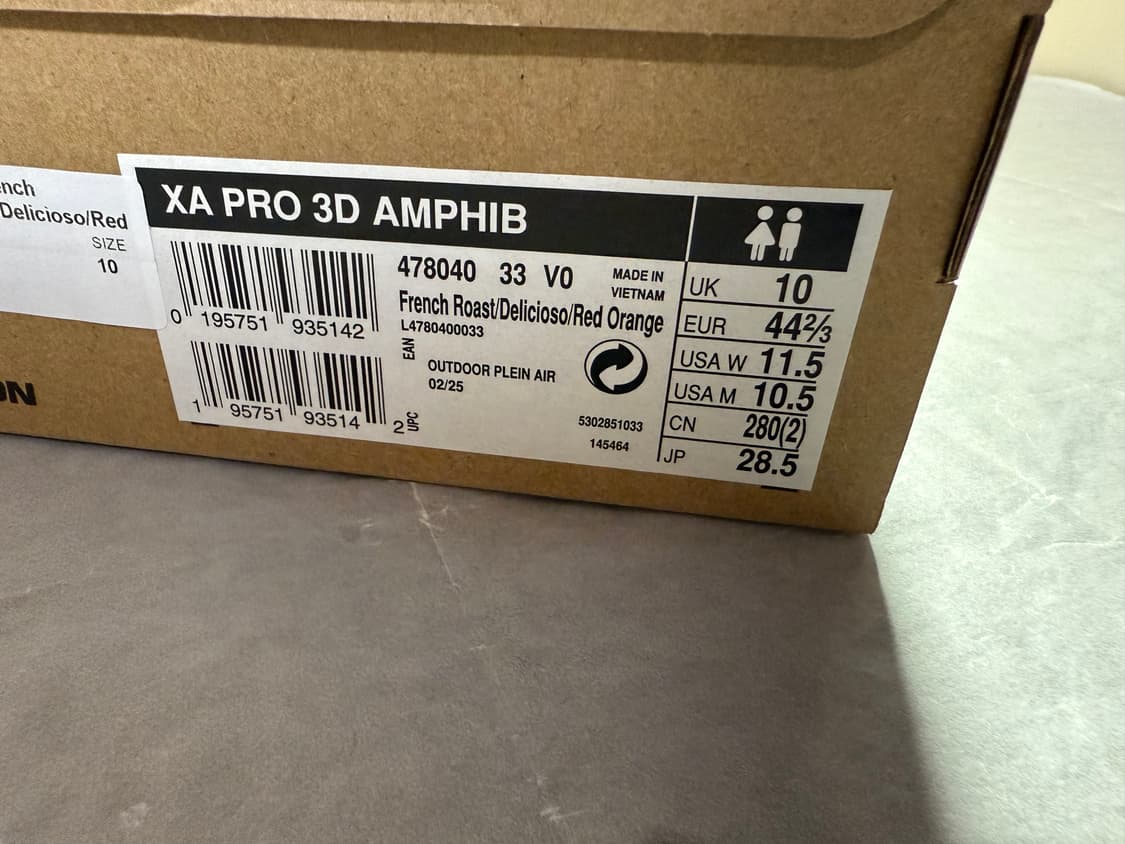 Delicioso/Red
SIZE
10
ON
XA PRO 3D AMPHIB
0 195751 935142
EAN
1 95751 93514 2
UPC
478040 33 V0
MADE IN
VIETNAM
French Roast/Delicioso/Red Orange
L4780400033
OUTDOOR PLEIN AIR
02/25
5302851033
145464
UK 10
EUR 44⅔
USA W 11.5
USA M 10.5
CN 280(2)
JP 28.5